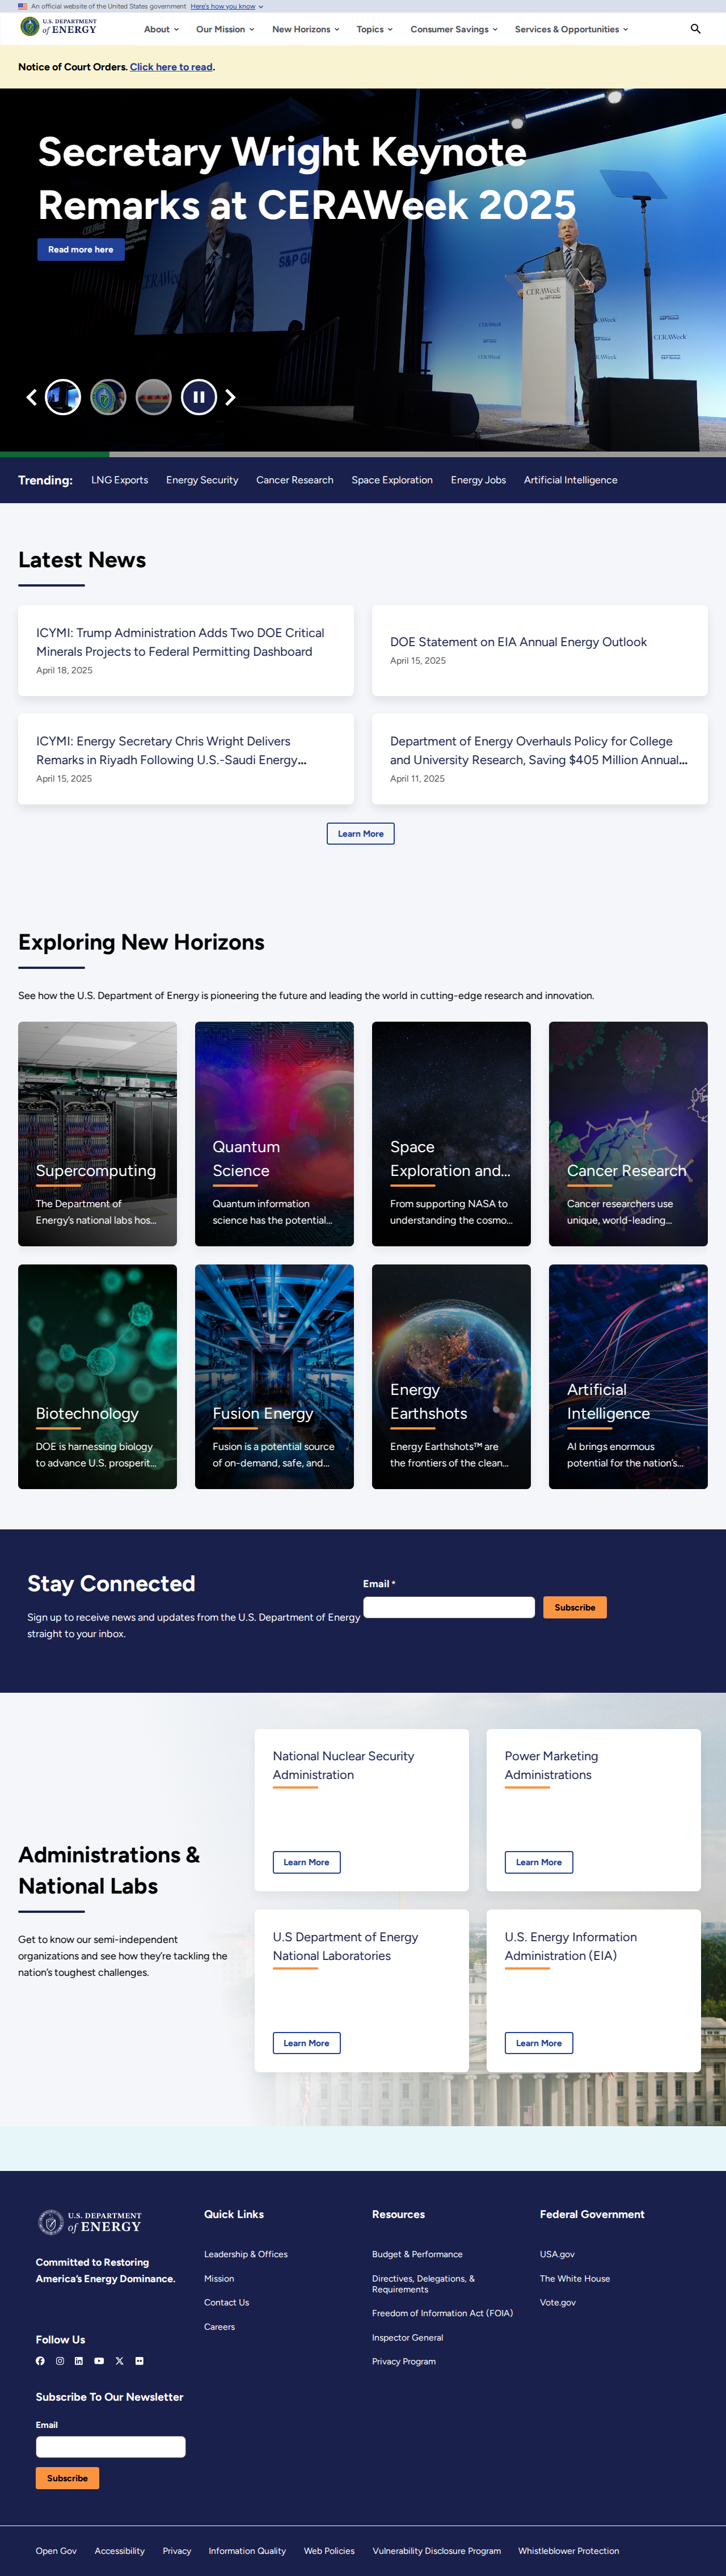 An official website of the United States government Here's how you know
U.S. DEPARTMENT
of ENERGY
About
Our Mission
New Horizons
Topics
Consumer Savings
Services & Opportunities
Notice of Court Orders. Click here to read.
Secretary Wright Keynote
Remarks at CERAWeek 2025
Read more here
Trending:
LNG Exports
Energy Security
Cancer Research
Space Exploration
Energy Jobs
Artificial Intelligence
Latest News
ICYMI: Trump Administration Adds Two DOE Critical
Minerals Projects to Federal Permitting Dashboard
April 18, 2025
DOE Statement on EIA Annual Energy Outlook
April 15, 2025
ICYMI: Energy Secretary Chris Wright Delivers
Remarks in Riyadh Following U.S.-Saudi Energy...
April 15, 2025
Department of Energy Overhauls Policy for College
and University Research, Saving $405 Million Annual...
April 11, 2025
Learn More
Exploring New Horizons
See how the U.S. Department of Energy is pioneering the future and leading the world in cutting-edge research and innovation.
Supercomputing
The Department of
Energy's national labs hos...
Quantum
Science
Quantum information
science has the potential...
Space
Exploration and...
From supporting NASA to
understanding the cosmo...
Cancer Research
Cancer researchers use
unique, world-leading...
Biotechnology
DOE is harnessing biology
to advance U.S. prosperit...
Fusion Energy
Fusion is a potential source
of on-demand, safe, and...
Energy
Earthshots
Energy Earthshots™ are
the frontiers of the clean...
Artificial
Intelligence
AI brings enormous
potential for the nation's...
Stay Connected
Sign up to receive news and updates from the U.S. Department of Energy
straight to your inbox.
Email *
Subscribe
Administrations &
National Labs
Get to know our semi-independent
organizations and see how they're tackling the
nation's toughest challenges.
National Nuclear Security
Administration
Learn More
Power Marketing
Administrations
Learn More
U.S Department of Energy
National Laboratories
Learn More
U.S. Energy Information
Administration (EIA)
Learn More
U.S. DEPARTMENT
of ENERGY
Committed to Restoring
America's Energy Dominance.
Follow Us
Subscribe To Our Newsletter
Email
Subscribe
Quick Links
Leadership & Offices
Mission
Contact Us
Careers
Resources
Budget & Performance
Directives, Delegations, &
Requirements
Freedom of Information Act (FOIA)
Inspector General
Privacy Program
Federal Government
USA.gov
The White House
Vote.gov
Open Gov
Accessibility
Privacy
Information Quality
Web Policies
Vulnerability Disclosure Program
Whistleblower Protection